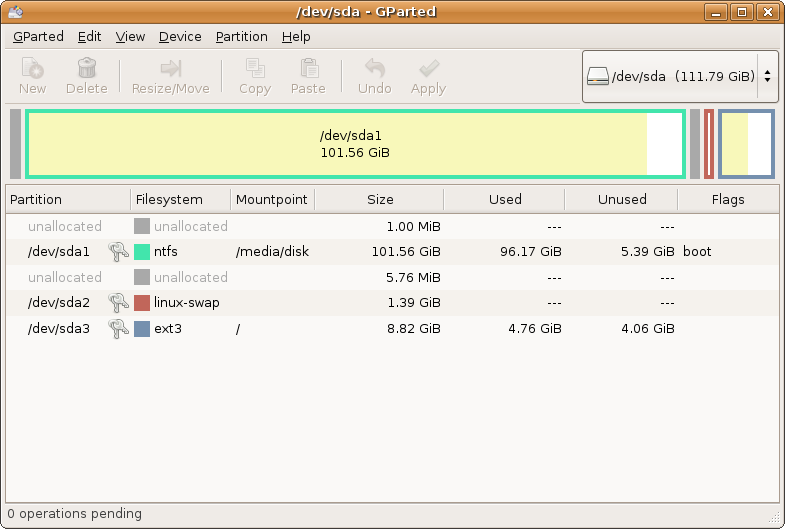 /dev/sda - GParted
GParted Edit View Device Partition Help
New Delete Resize/Move Copy Paste Undo Apply /dev/sda (111.79 GiB)
/dev/sda1
101.56 GiB
Partition Filesystem Mountpoint Size Used Unused Flags
unallocated unallocated 1.00 MiB --- ---
/dev/sda1 ntfs /media/disk 101.56 GiB 96.17 GiB 5.39 GiB boot
unallocated unallocated 5.76 MiB --- ---
/dev/sda2 linux-swap 1.39 GiB --- ---
/dev/sda3 ext3 / 8.82 GiB 4.76 GiB 4.06 GiB
0 operations pending